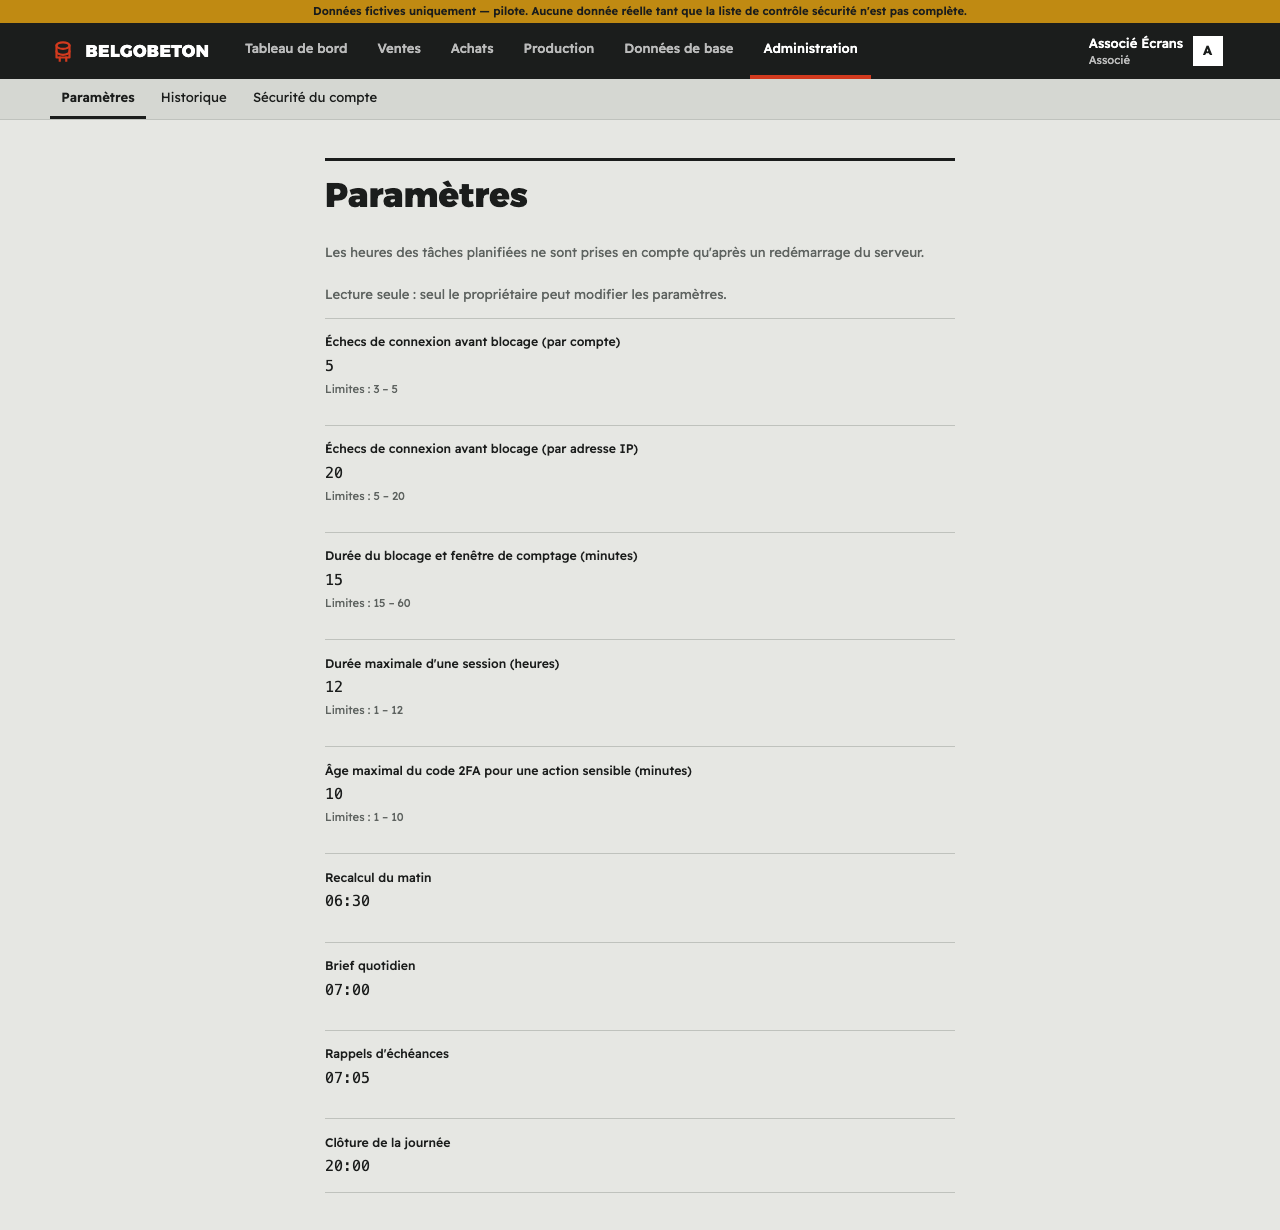 Données fictives uniquement — pilote. Aucune donnée réelle tant que la liste de contrôle sécurité n'est pas complète.
BELGOBETON
Tableau de bord
Ventes
Achats
Production
Données de base
Administration
Associé Écrans
Associé
A
Paramètres
Historique
Sécurité du compte
Paramètres
Les heures des tâches planifiées ne sont prises en compte qu'après un redémarrage du serveur.
Lecture seule : seul le propriétaire peut modifier les paramètres.
Échecs de connexion avant blocage (par compte)
5
Limites : 3 – 5
Échecs de connexion avant blocage (par adresse IP)
20
Limites : 5 – 20
Durée du blocage et fenêtre de comptage (minutes)
15
Limites : 15 – 60
Durée maximale d'une session (heures)
12
Limites : 1 – 12
Âge maximal du code 2FA pour une action sensible (minutes)
10
Limites : 1 – 10
Recalcul du matin
06:30
Brief quotidien
07:00
Rappels d'échéances
07:05
Clôture de la journée
20:00